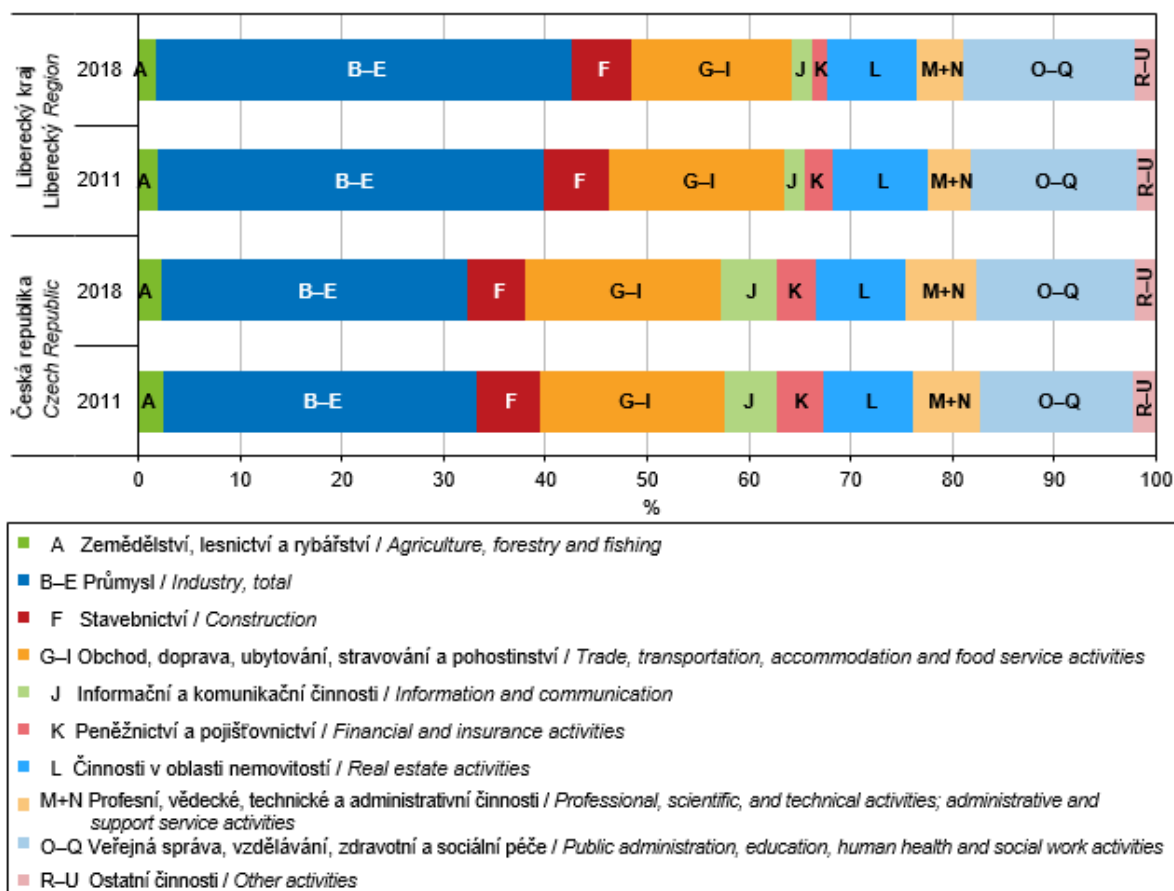 Liberecký kraj
Liberecký Region
2018
A
B–E
F
G–I
J
K
L
M+N
O–Q
R–U
2011
A
B–E
F
G–I
J
K
L
M+N
O–Q
R–U
Česká republika
Czech Republic
2018
A
B–E
F
G–I
J
K
L
M+N
O–Q
R–U
2011
A
B–E
F
G–I
J
K
L
M+N
O–Q
R–U
0 10 20 30 40 50 60 70 80 90 100
%
A Zemědělství, lesnictví a rybářství / Agriculture, forestry and fishing
B–E Průmysl / Industry, total
F Stavebnictví / Construction
G–I Obchod, doprava, ubytování, stravování a pohostinství / Trade, transportation, accommodation and food service activities
J Informační a komunikační činnosti / Information and communication
K Peněžnictví a pojišťovnictví / Financial and insurance activities
L Činnosti v oblasti nemovitostí / Real estate activities
M+N Profesní, vědecké, technické a administrativní činnosti / Professional, scientific, and technical activities; administrative and
support service activities
O–Q Veřejná správa, vzdělávání, zdravotní a sociální péče / Public administration, education, human health and social work activities
R–U Ostatní činnosti / Other activities